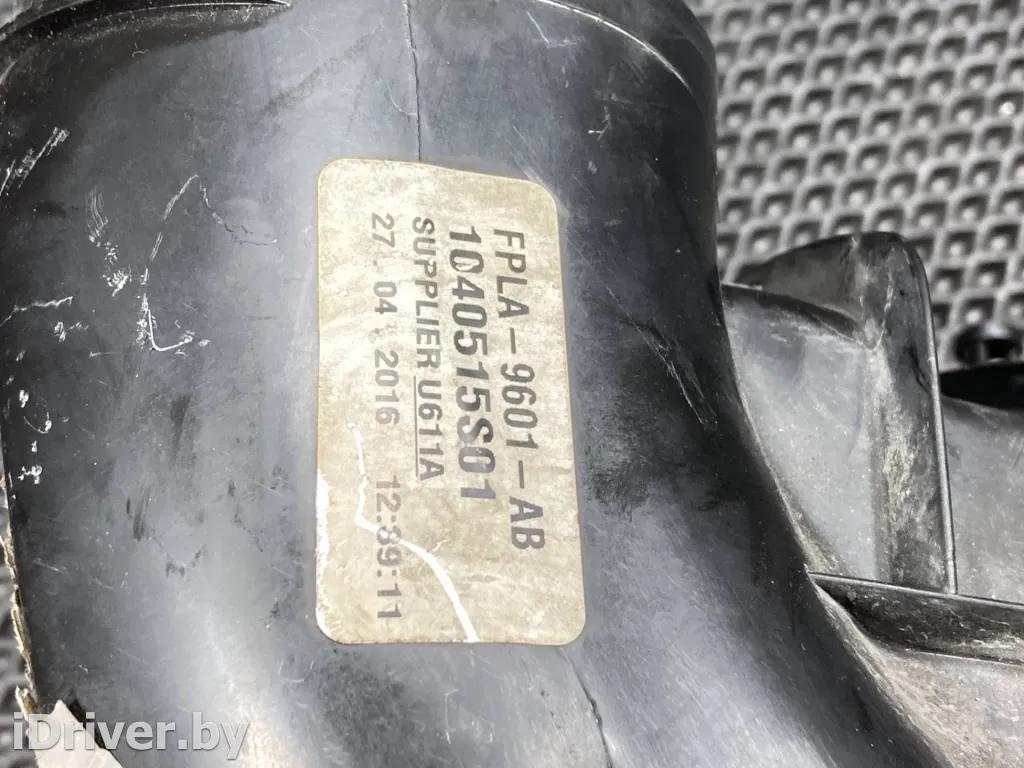 FPLA-9601-AB
1040515S01
SUPPLIER U611A
27.04.2016 12:39:11
iDriver.by